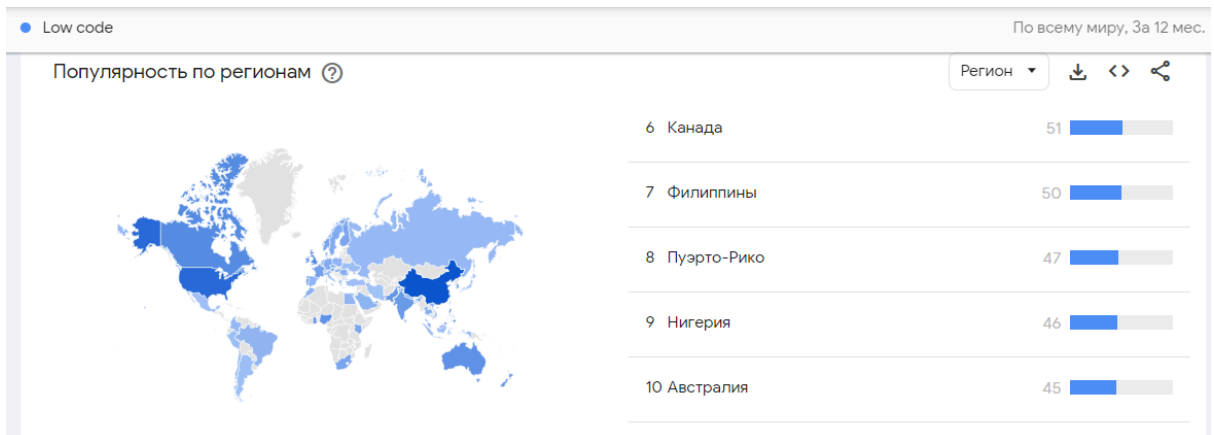 Low code
По всему миру, За 12 мес.
Популярность по регионам ?
Регион
6 Канада 51
7 Филиппины 50
8 Пуэрто-Рико 47
9 Нигерия 46
10 Австралия 45